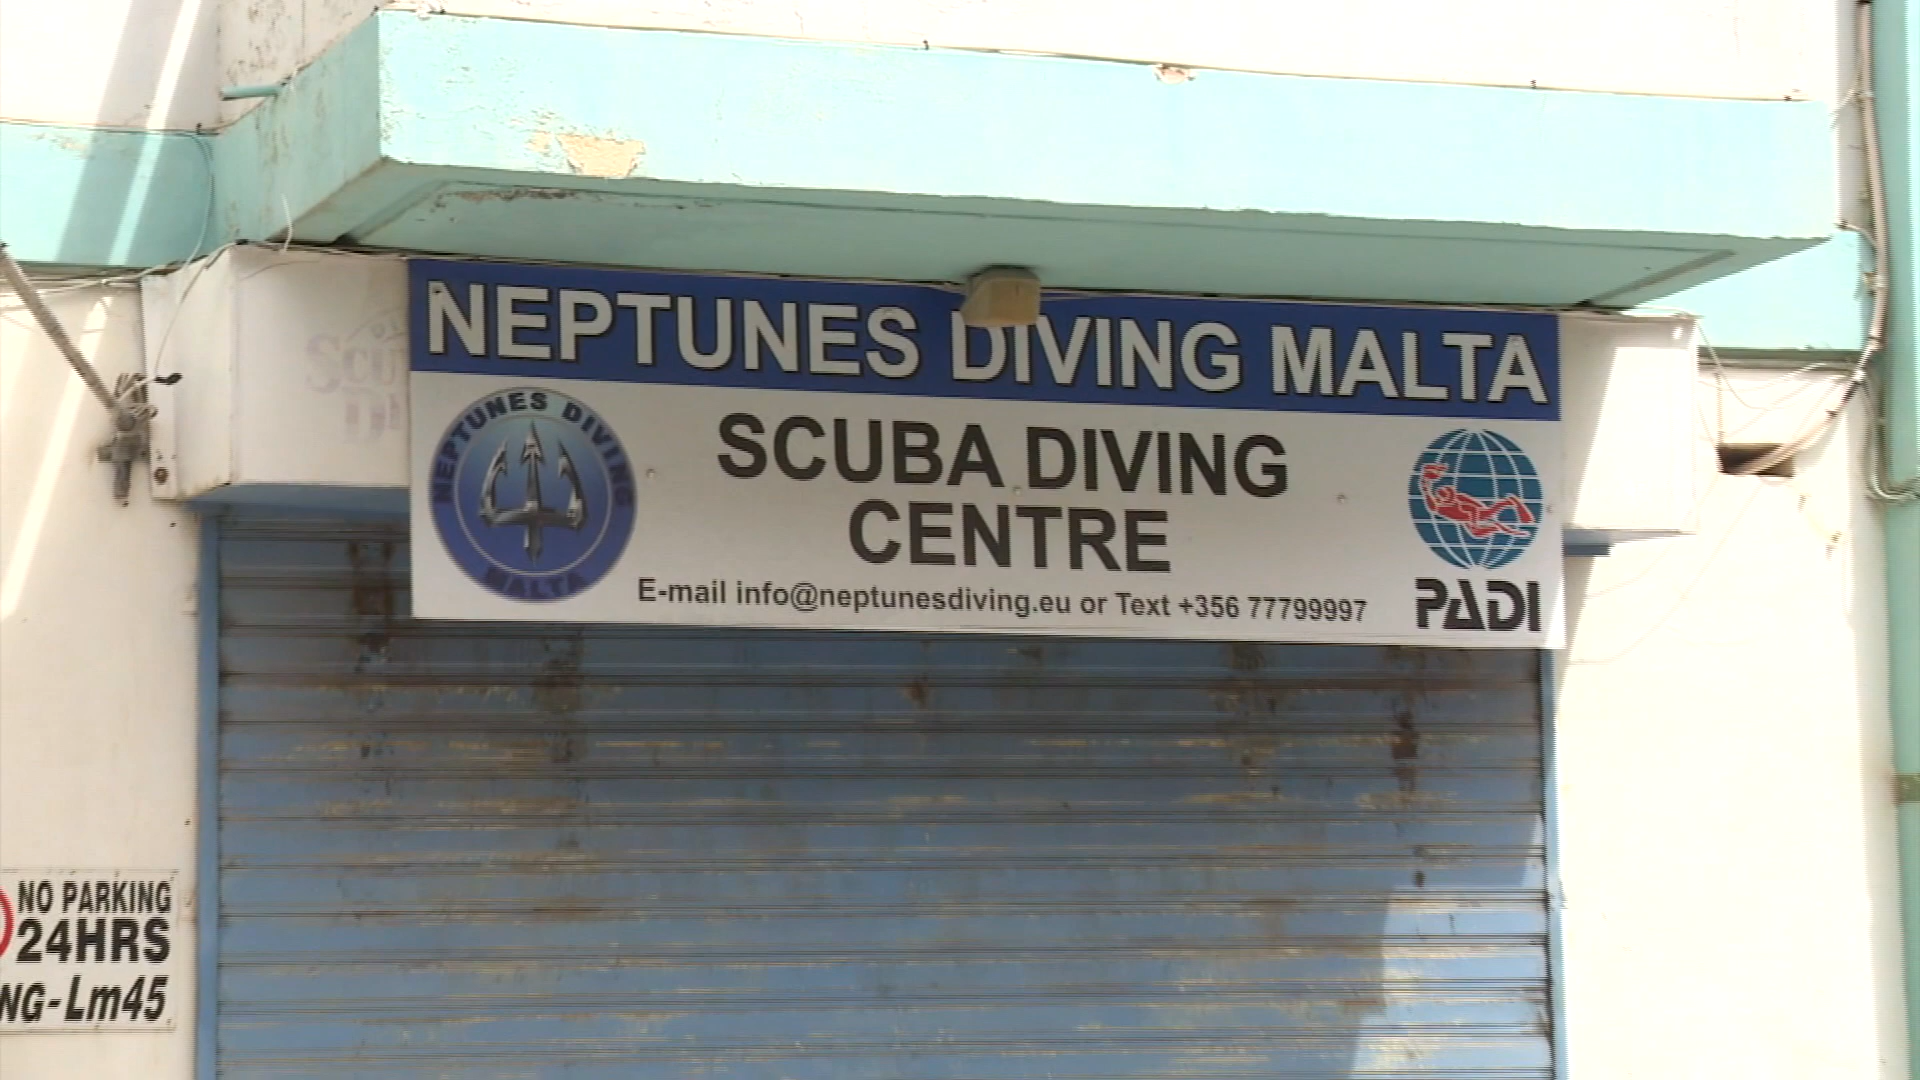 NEPTUNES DIVING MALTA
NEPTUNES DIVING
MALTA
SCUBA DIVING
CENTRE
E-mail info@neptunesdiving.eu or Text +356 77799997
PADI
NO PARKING
24HRS
NG-Lm45